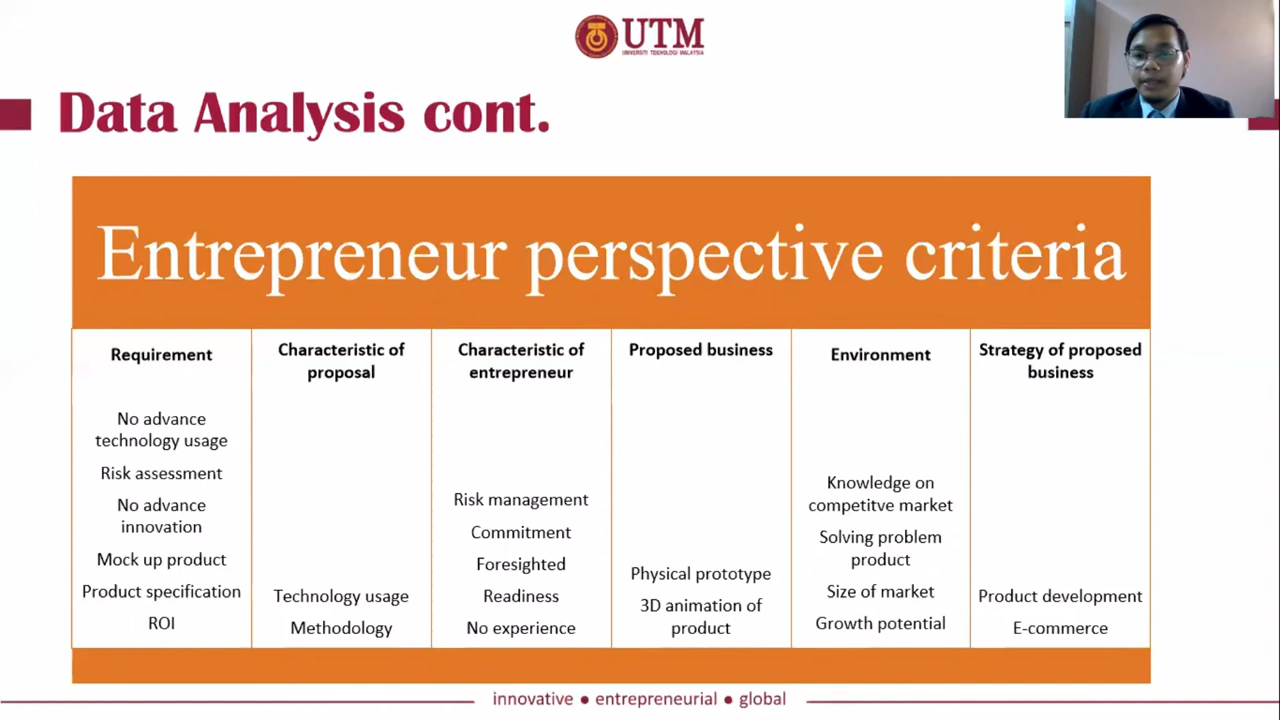 UTM
UNIVERSITI TEKNOLOGI MALAYSIA
Data Analysis cont.
Entrepreneur perspective criteria
Requirement
No advance
technology usage
Risk assessment
No advance
innovation
Mock up product
Product specification
ROI
Characteristic of
proposal
Technology usage
Methodology
Characteristic of
entrepreneur
Risk management
Commitment
Foresighted
Readiness
No experience
Proposed business
Physical prototype
3D animation of
product
Environment
Knowledge on
competitve market
Solving problem
product
Size of market
Growth potential
Strategy of proposed
business
Product development
E-commerce
innovative ● entrepreneurial ● global